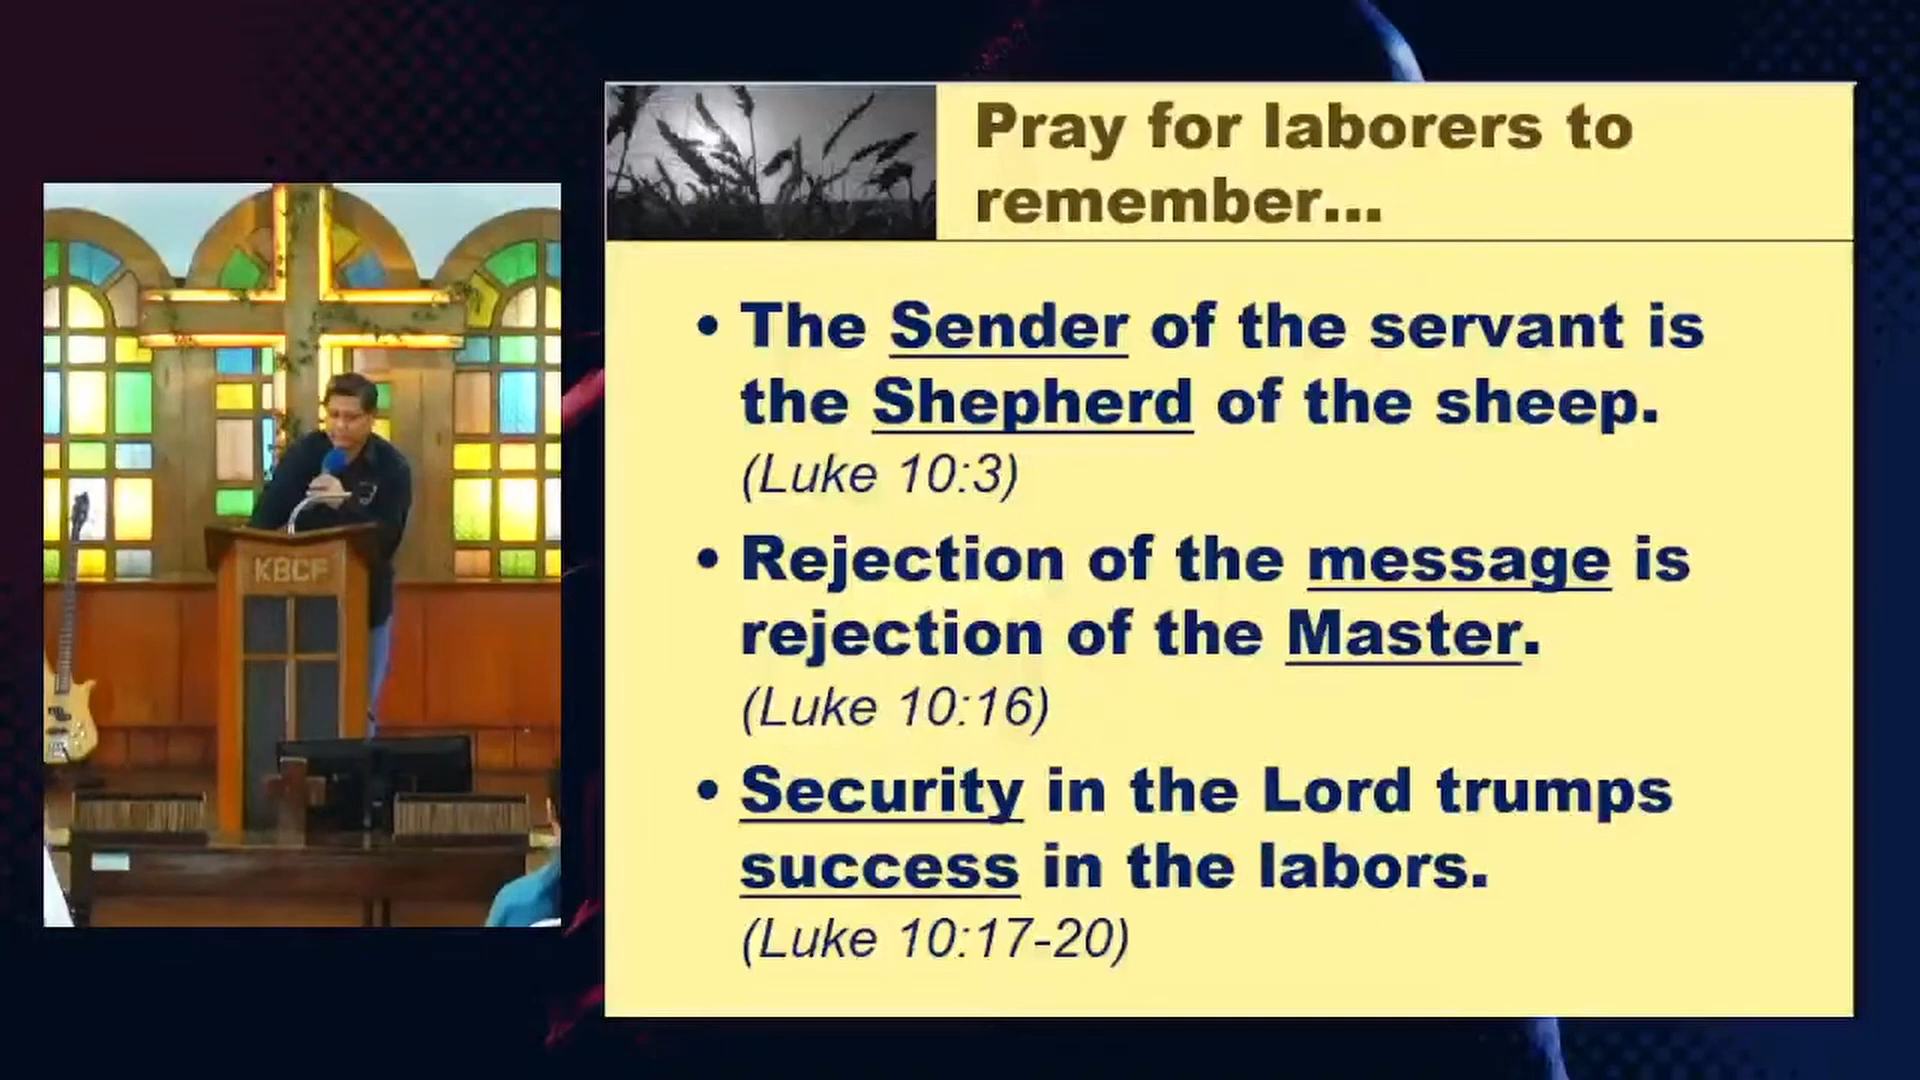 KBCF
Pray for laborers to
remember...
• The Sender of the servant is
the Shepherd of the sheep.
(Luke 10:3)
• Rejection of the message is
rejection of the Master.
(Luke 10:16)
• Security in the Lord trumps
success in the labors.
(Luke 10:17-20)